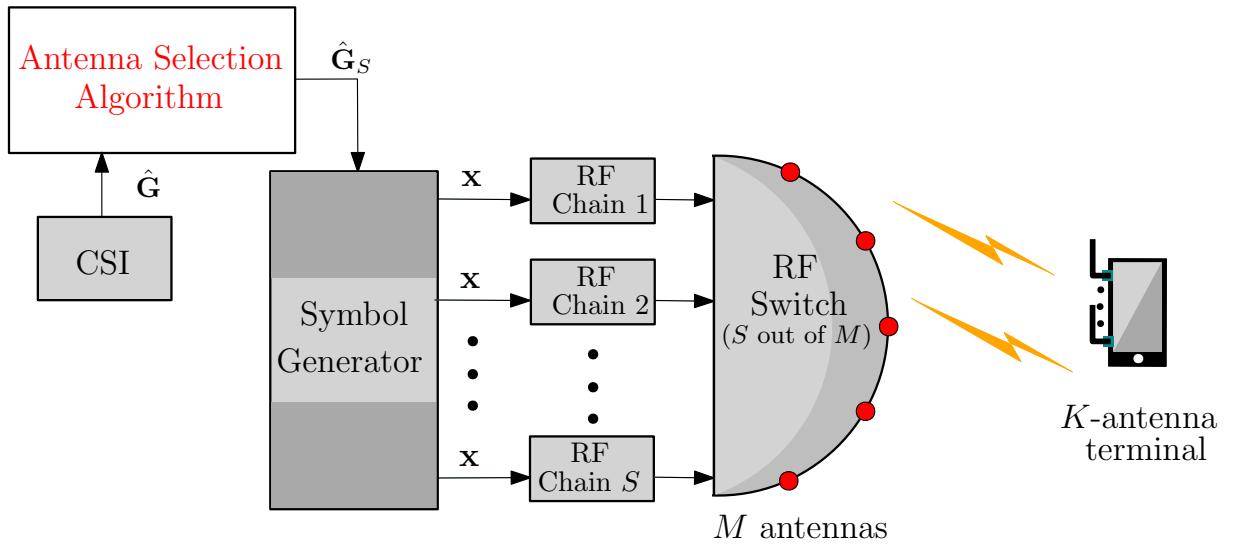 Antenna Selection
Algorithm
Ĝ_S
Ĝ
CSI
Symbol
Generator
x
RF
Chain 1
x
RF
Chain 2
x
RF
Chain S
RF
Switch
(S out of M)
M antennas
K-antenna
terminal